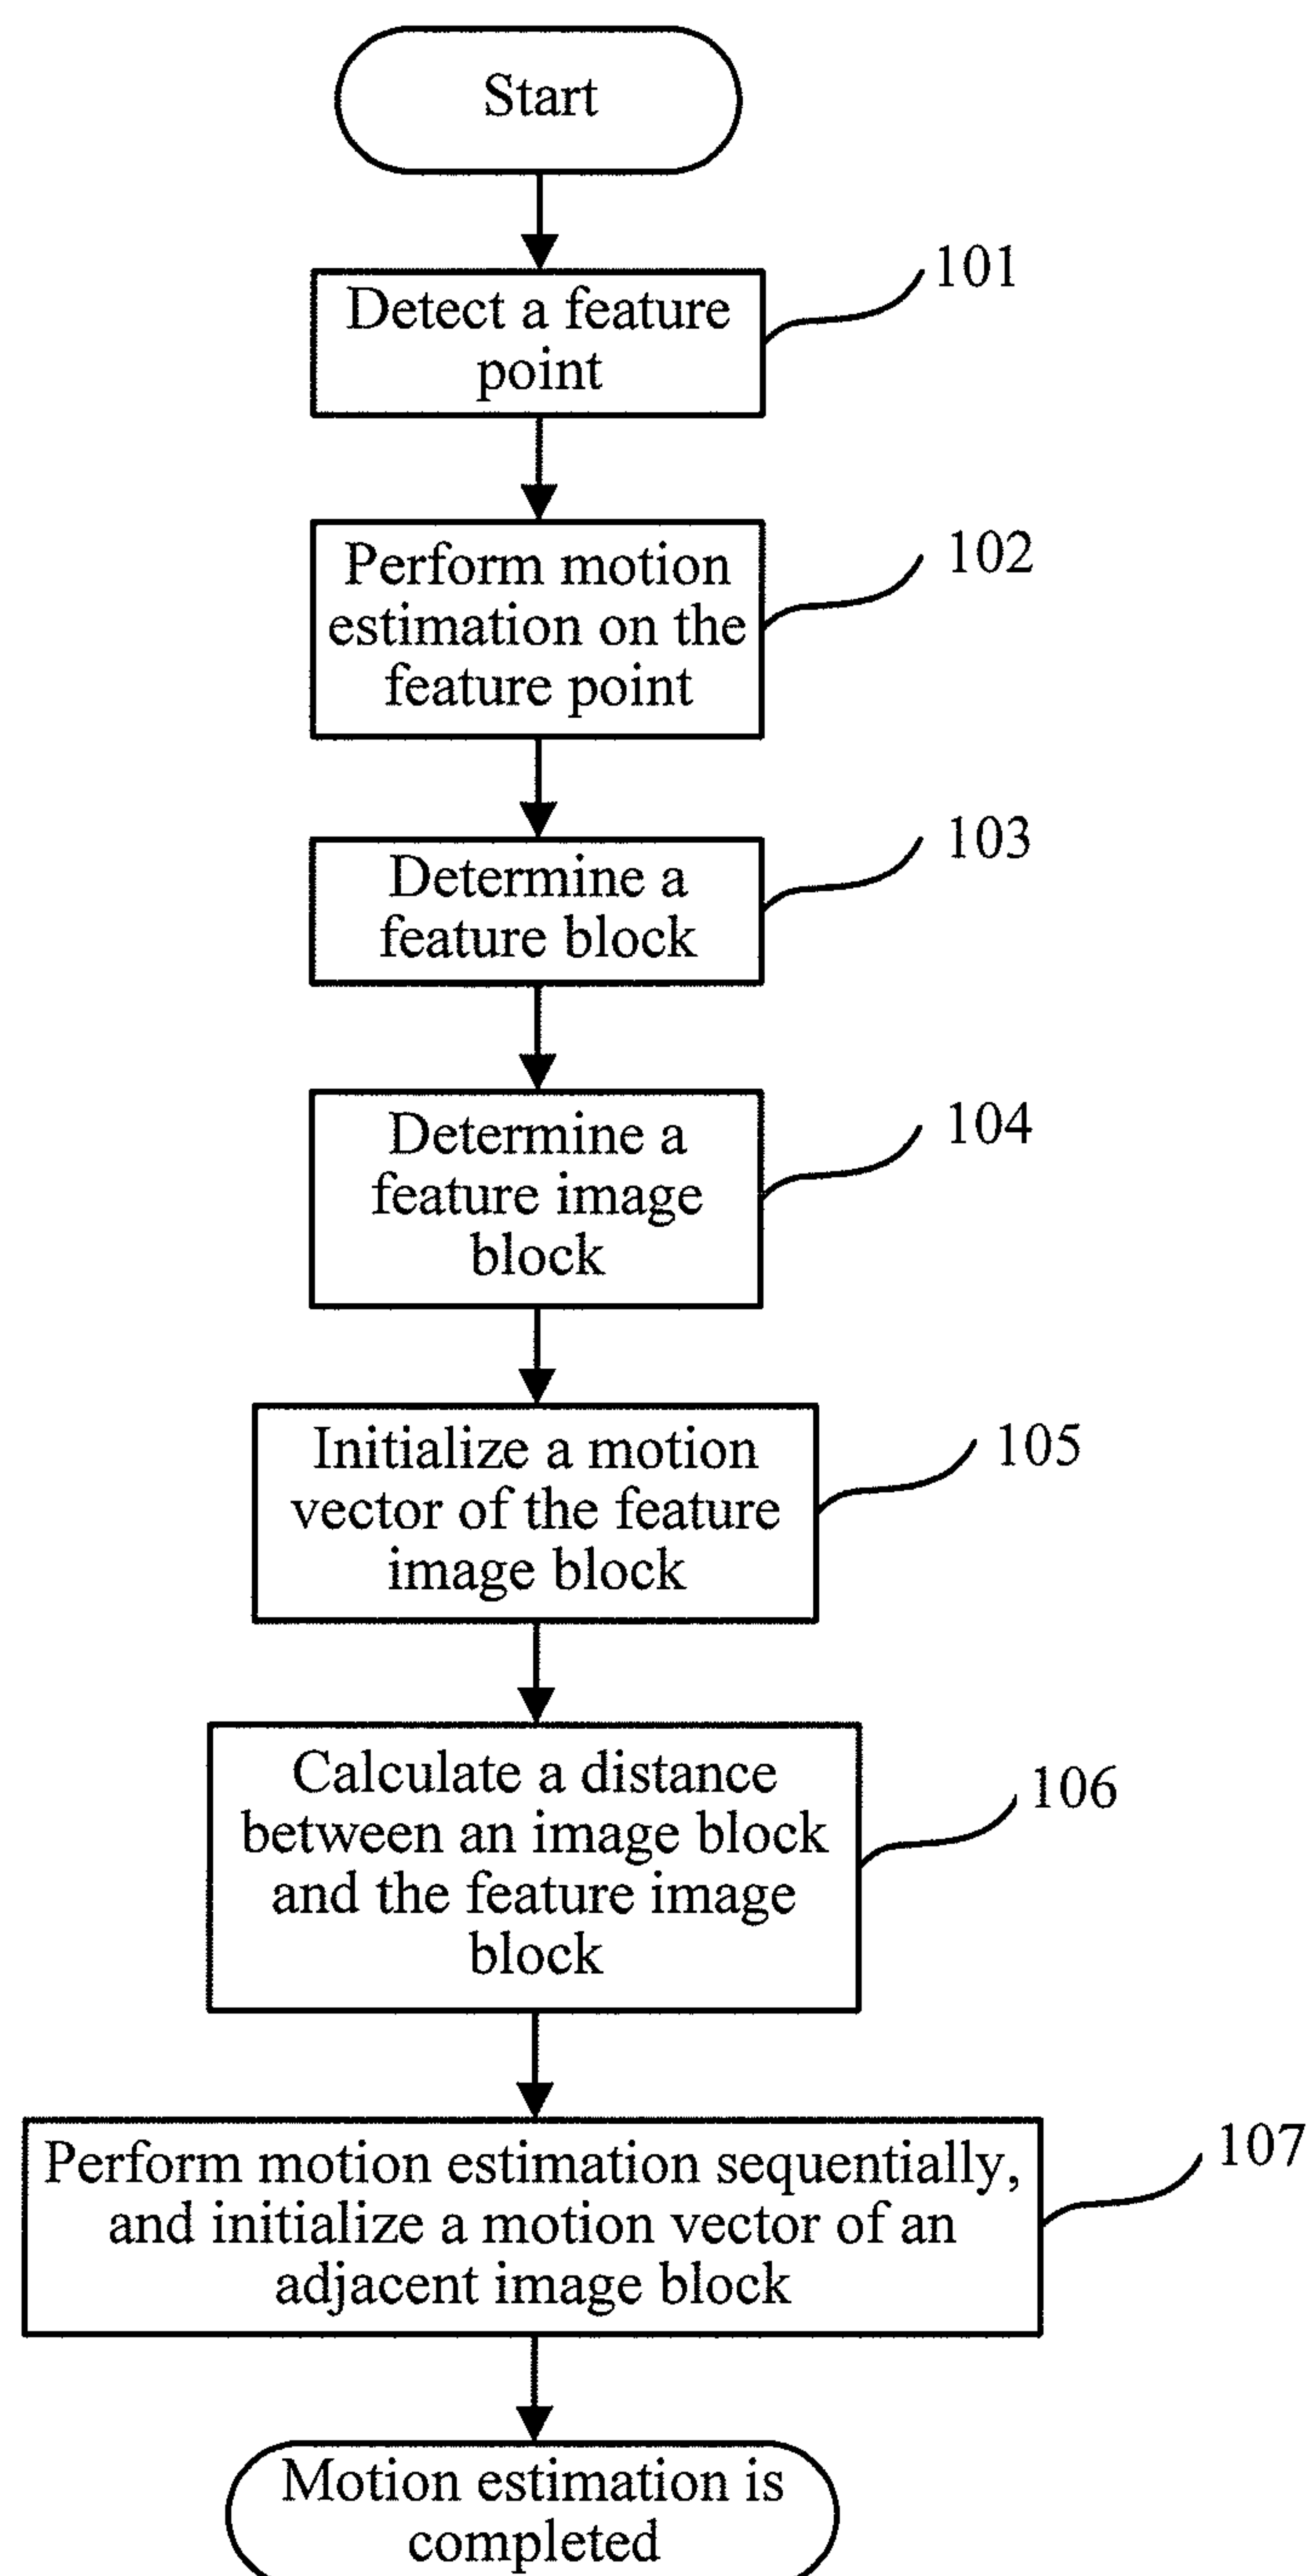 Start
101
Detect a feature
point
102
Perform motion
estimation on the
feature point
103
Determine a
feature block
104
Determine a
feature image
block
105
Initialize a motion
vector of the feature
image block
106
Calculate a distance
between an image block
and the feature image
block
107
Perform motion estimation sequentially,
and initialize a motion vector of an
adjacent image block
Motion estimation is
completed